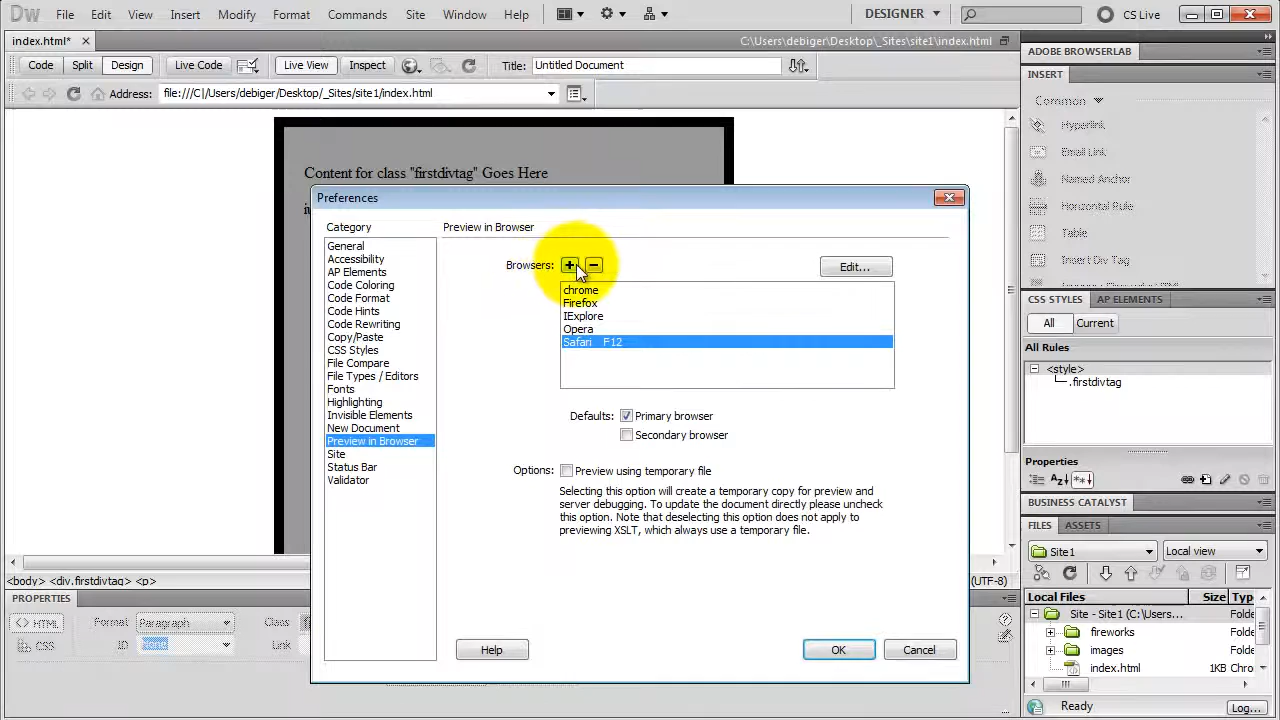 Dw File Edit View Insert Modify Format Commands Site Window Help DESIGNER CS Live
index.html* C:\Users\debiger\Desktop\_Sites\site1\index.html
Code Split Design Live Code Live View Inspect Title: Untitled Document
Address: file:///C|/Users/debiger/Desktop/_Sites/site1/index.html
Content for class "firstdivtag" Goes Here
Preferences
Category
General
Accessibility
AP Elements
Code Coloring
Code Format
Code Hints
Code Rewriting
Copy/Paste
CSS Styles
File Compare
File Types / Editors
Fonts
Highlighting
Invisible Elements
New Document
Preview in Browser
Site
Status Bar
Validator
Preview in Browser
Browsers: + − Edit...
chrome
Firefox
IExplore
Opera
Safari F12
Defaults: Primary browser
Secondary browser
Options: Preview using temporary file
Selecting this option will create a temporary copy for preview and
server debugging. To update the document directly please uncheck
this option. Note that deselecting this option does not apply to
previewing XSLT, which always use a temporary file.
Help OK Cancel
<body> <div.firstdivtag> <p>
(UTF-8)
PROPERTIES
<> HTML Format Paragraph Class
CSS ID Link
ADOBE BROWSERLAB
INSERT
Common
Hyperlink
Email Link
Named Anchor
Horizontal Rule
Table
Insert Div Tag
CSS STYLES AP ELEMENTS
All Current
All Rules
<style>
.firstdivtag
Properties
BUSINESS CATALYST
FILES ASSETS
Site1 Local view
Local Files Size Typ
Site - Site1 (C:\Users... Folde
fireworks Folde
images Folde
index.html 1KB Chro
Ready Log...